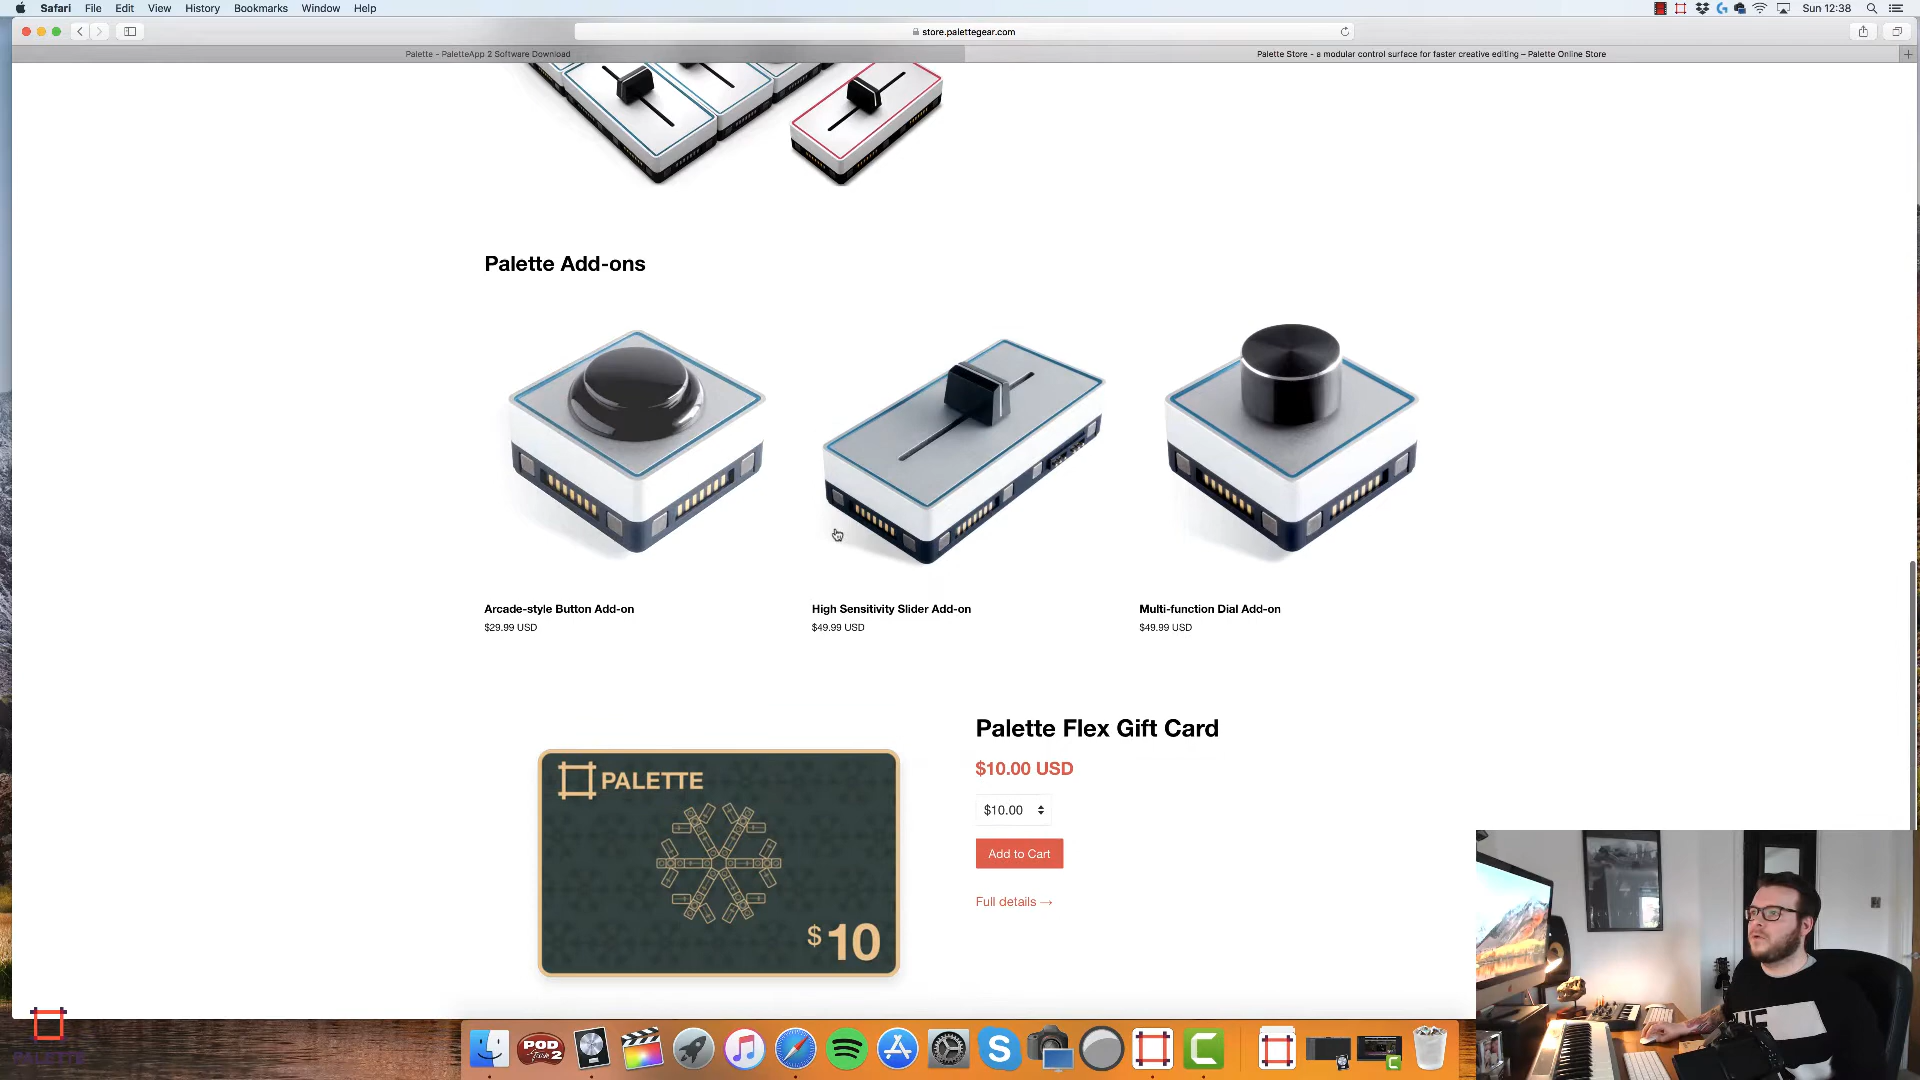 Safari File Edit View History Bookmarks Window Help Sun 12:38
store.palettegear.com
Palette - PaletteApp 2 Software Download
Palette Store - a modular control surface for faster creative editing – Palette Online Store
Palette Add-ons
Arcade-style Button Add-on
$29.99 USD
High Sensitivity Slider Add-on
$49.99 USD
Multi-function Dial Add-on
$49.99 USD
PALETTE
$10
Palette Flex Gift Card
$10.00 USD
$10.00
Add to Cart
Full details →
PALETTE
POD